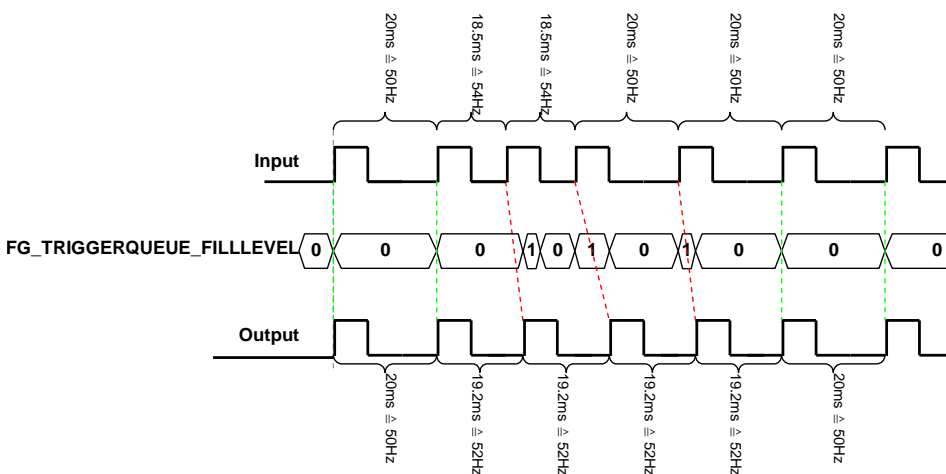 20ms ≙ 50Hz
18.5ms ≙ 54Hz
18.5ms ≙ 54Hz
20ms ≙ 50Hz
20ms ≙ 50Hz
20ms ≙ 50Hz
Input
FG_TRIGGERQUEUE_FILLLEVEL 0 0 0 1 0 1 0 1 0 0 0
Output
20ms ≙ 50Hz
19.2ms ≙ 52Hz
19.2ms ≙ 52Hz
19.2ms ≙ 52Hz
19.2ms ≙ 52Hz
20ms ≙ 50Hz